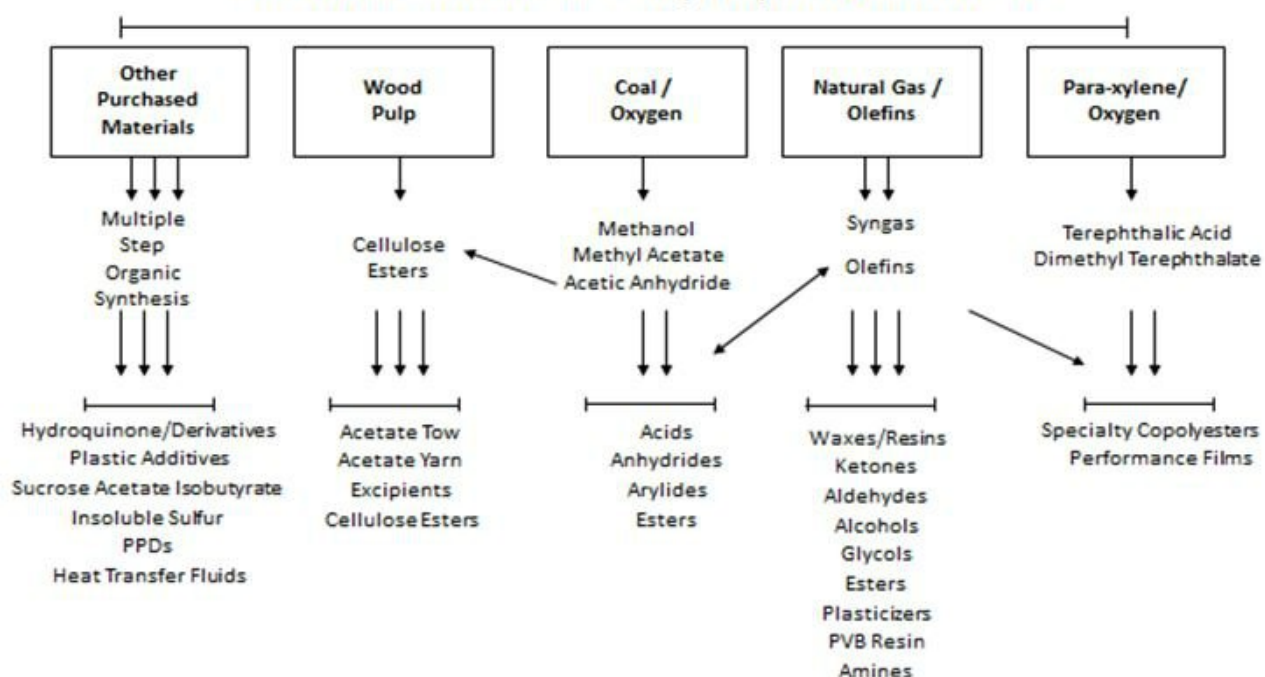 Other
Purchased
Materials
Wood
Pulp
Coal /
Oxygen
Natural Gas /
Olefins
Para-xylene/
Oxygen
Multiple
Step
Organic
Synthesis
Cellulose
Esters
Methanol
Methyl Acetate
Acetic Anhydride
Syngas
Olefins
Terephthalic Acid
Dimethyl Terephthalate
Hydroquinone/Derivatives
Plastic Additives
Sucrose Acetate Isobutyrate
Insoluble Sulfur
PPDs
Heat Transfer Fluids
Acetate Tow
Acetate Yarn
Excipients
Cellulose Esters
Acids
Anhydrides
Arylides
Esters
Waxes/Resins
Ketones
Aldehydes
Alcohols
Glycols
Esters
Plasticizers
PVB Resin
Amines
Specialty Copolyesters
Performance Films